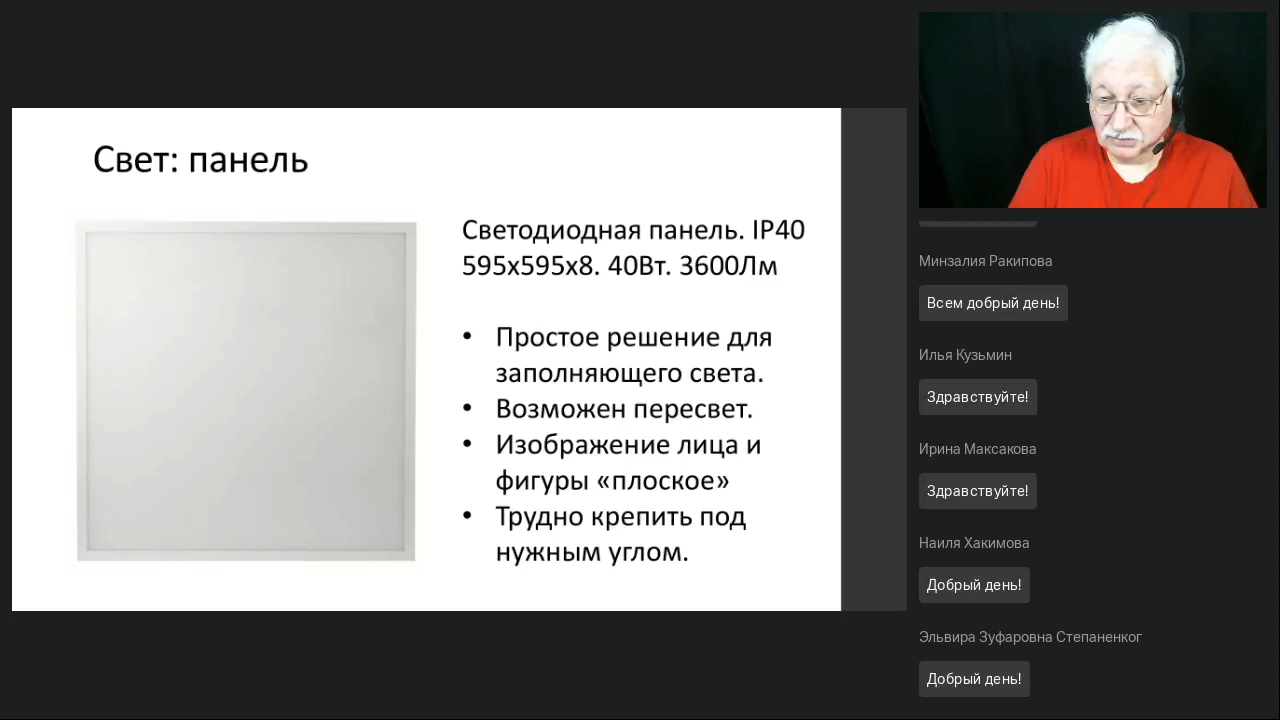 Свет: панель
Светодиодная панель. IP40
595x595x8. 40Вт. 3600Лм
• Простое решение для
заполняющего света.
• Возможен пересвет.
• Изображение лица и
фигуры «плоское»
• Трудно крепить под
нужным углом.
Минзалия Ракипова
Всем добрый день!
Илья Кузьмин
Здравствуйте!
Ирина Максакова
Здравствуйте!
Наиля Хакимова
Добрый день!
Эльвира Зуфаровна Степаненког
Добрый день!